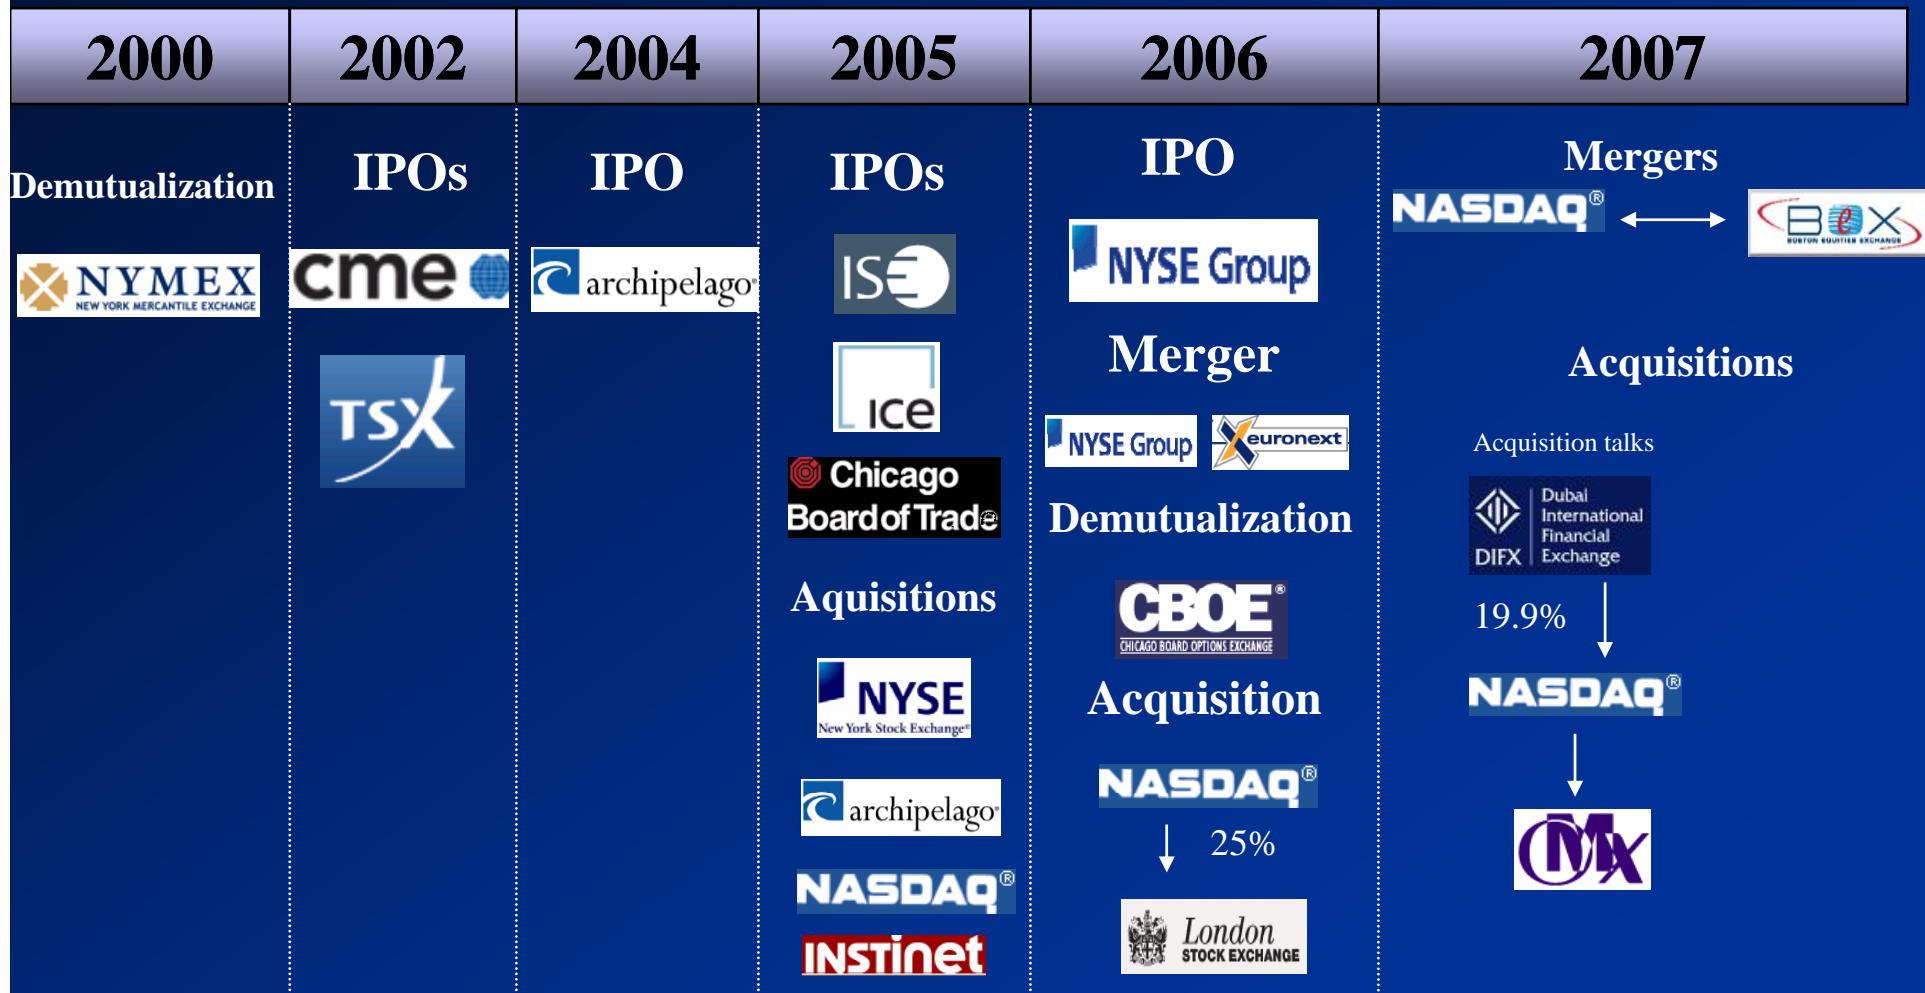 2000
2002
2004
2005
2006
2007
Demutualization
NYMEX
NEW YORK MERCANTILE EXCHANGE
IPOs
cme
TSX
IPO
archipelago
IPOs
ISE
ICE
Chicago
Board of Trade
Aquisitions
NYSE
New York Stock Exchange®
archipelago
NASDAQ®
INSTINET
IPO
NYSE Group
Merger
NYSE Group
euronext
Demutualization
CBOE®
CHICAGO BOARD OPTIONS EXCHANGE
Acquisition
NASDAQ®
25%
London
STOCK EXCHANGE
Mergers
NASDAQ®
BeX
BOSTON EQUITIES EXCHANGE
Acquisitions
Acquisition talks
DIFX
Dubai
International
Financial
Exchange
19.9%
NASDAQ®
OMX